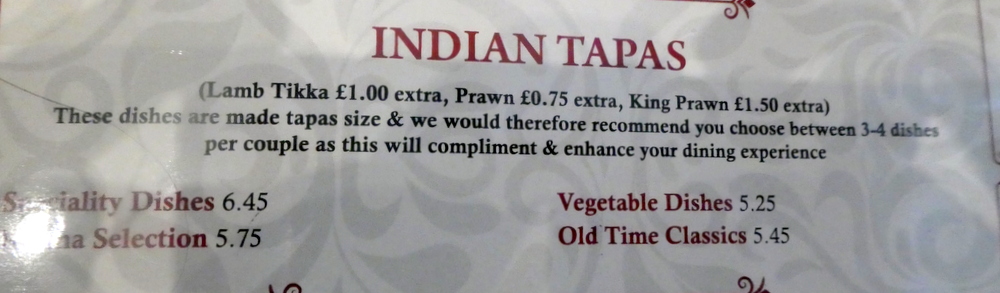 INDIAN TAPAS
(Lamb Tikka £1.00 extra, Prawn £0.75 extra, King Prawn £1.50 extra)
These dishes are made tapas size & we would therefore recommend you choose between 3-4 dishes
per couple as this will compliment & enhance your dining experience
Speciality Dishes 6.45
Vegetable Dishes 5.25
Selection 5.75
Old Time Classics 5.45